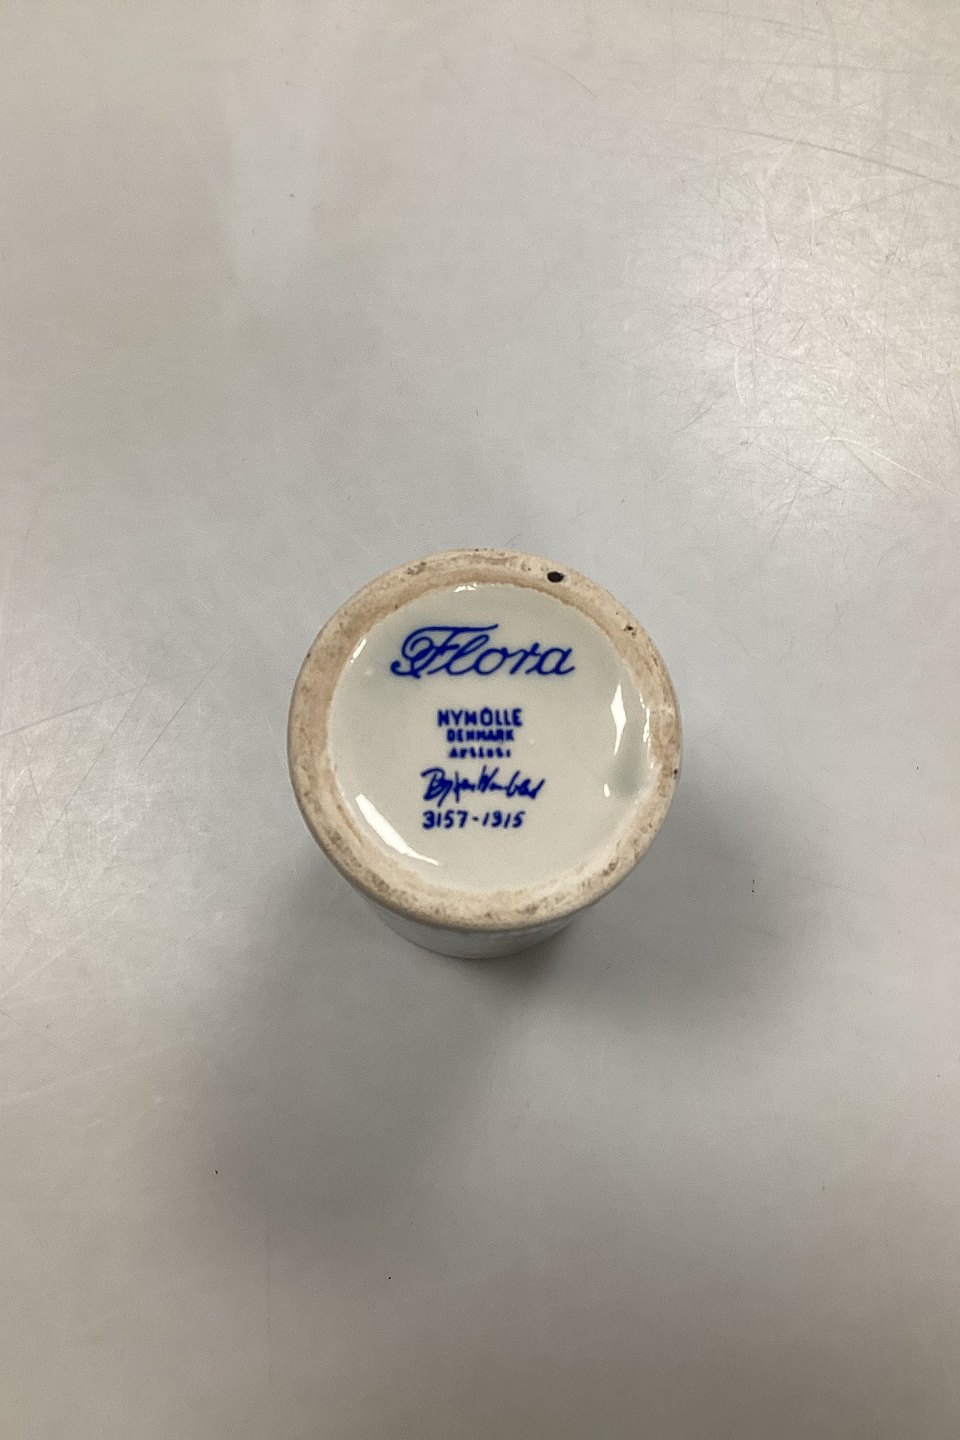 Flora
NYMÖLLE
DENMARK
Artist:
3157-1315